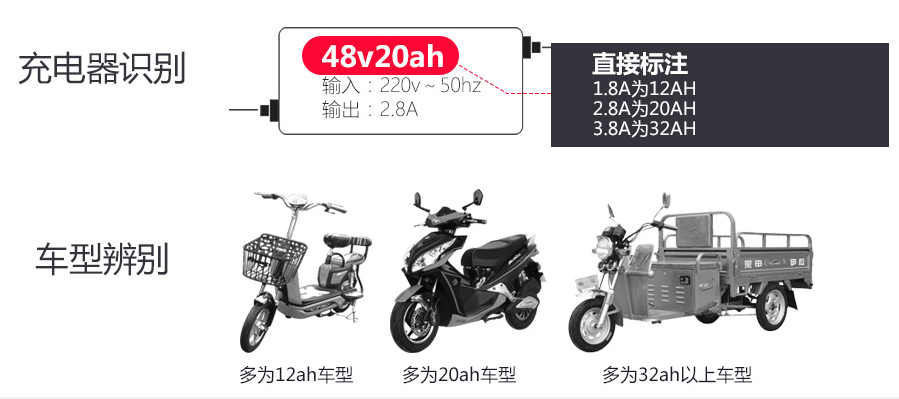 充电器识别
48v20ah
输入：220v～50hz
输出：2.8A
直接标注
1.8A为12AH
2.8A为20AH
3.8A为32AH
车型辨别
宗申
多为12ah车型
多为20ah车型
多为32ah以上车型